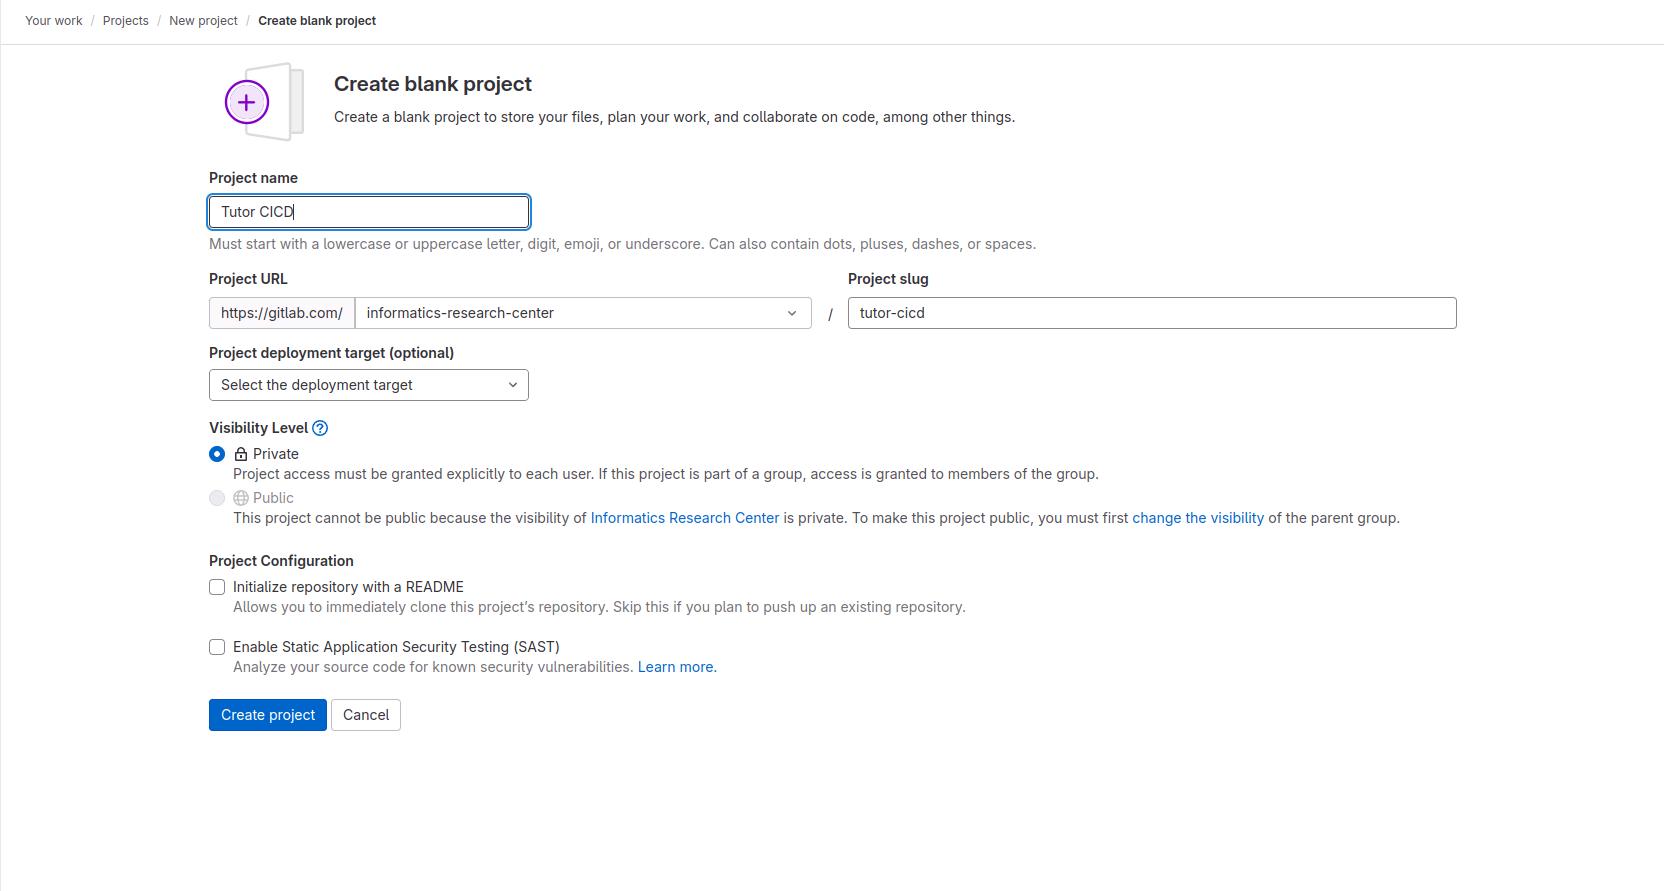 Your work / Projects / New project / Create blank project
Create blank project
Create a blank project to store your files, plan your work, and collaborate on code, among other things.
Project name
Tutor CICD
Must start with a lowercase or uppercase letter, digit, emoji, or underscore. Can also contain dots, pluses, dashes, or spaces.
Project URL
https://gitlab.com/ informatics-research-center
/
Project slug
tutor-cicd
Project deployment target (optional)
Select the deployment target
Visibility Level ?
Private
Project access must be granted explicitly to each user. If this project is part of a group, access is granted to members of the group.
Public
This project cannot be public because the visibility of Informatics Research Center is private. To make this project public, you must first change the visibility of the parent group.
Project Configuration
Initialize repository with a README
Allows you to immediately clone this project’s repository. Skip this if you plan to push up an existing repository.
Enable Static Application Security Testing (SAST)
Analyze your source code for known security vulnerabilities. Learn more.
Create project Cancel